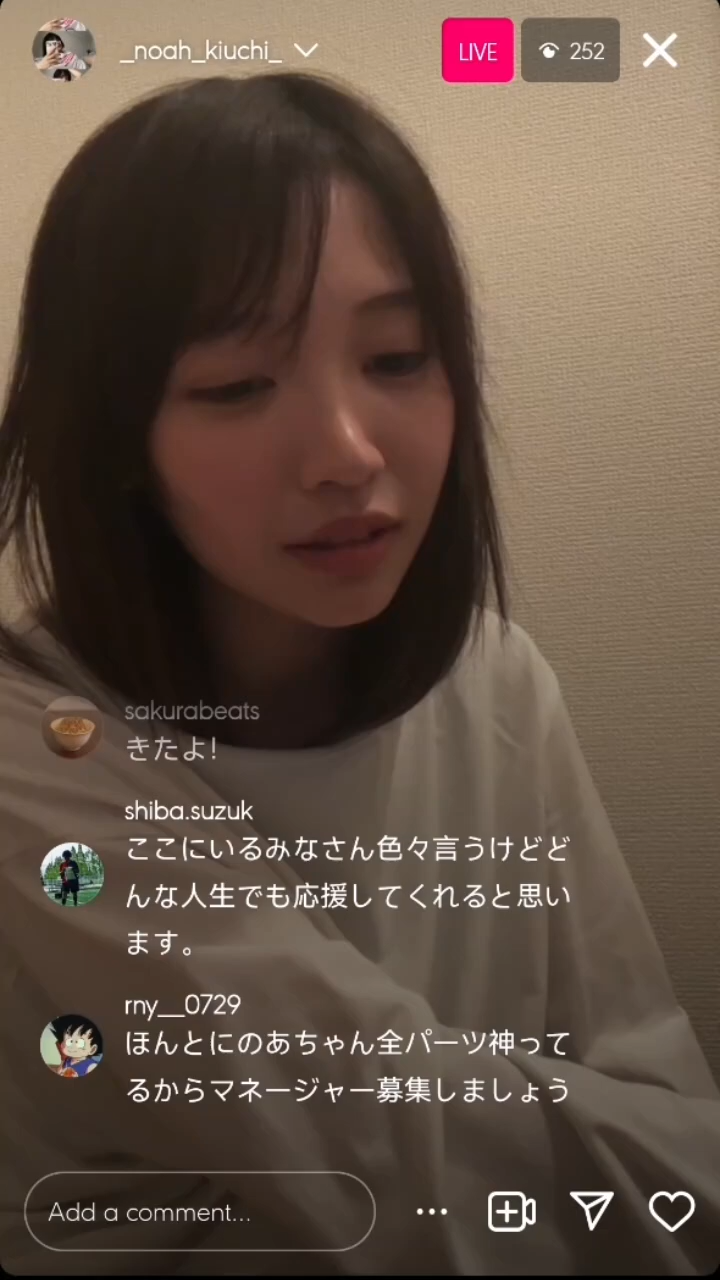 _noah_kiuchi_
LIVE
252
sakurabeats
きたよ!
shiba.suzuk
ここにいるみなさん色々言うけどど
んな人生でも応援してくれると思い
ます。
rny__0729
ほんとにのあちゃん全パーツ神って
るからマネージャー募集しましょう
Add a comment...